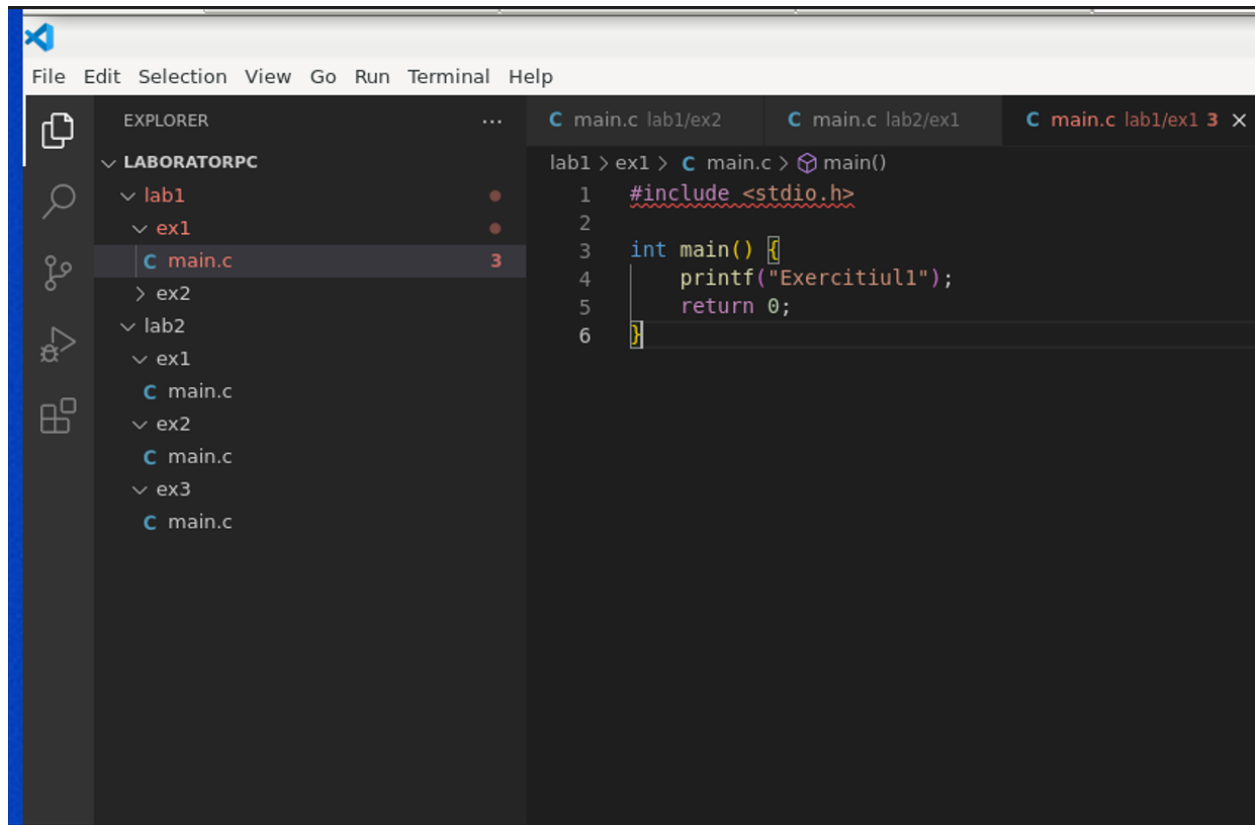 File Edit Selection View Go Run Terminal Help
EXPLORER ...
LABORATORPC
lab1
ex1
C main.c 3
ex2
lab2
ex1
C main.c
ex2
C main.c
ex3
C main.c
C main.c lab1/ex2 C main.c lab2/ex1 C main.c lab1/ex1 3 ×
lab1 > ex1 > C main.c > main()
1 #include <stdio.h>
2
3 int main() {
4 printf("Exercitiul1");
5 return 0;
6 }